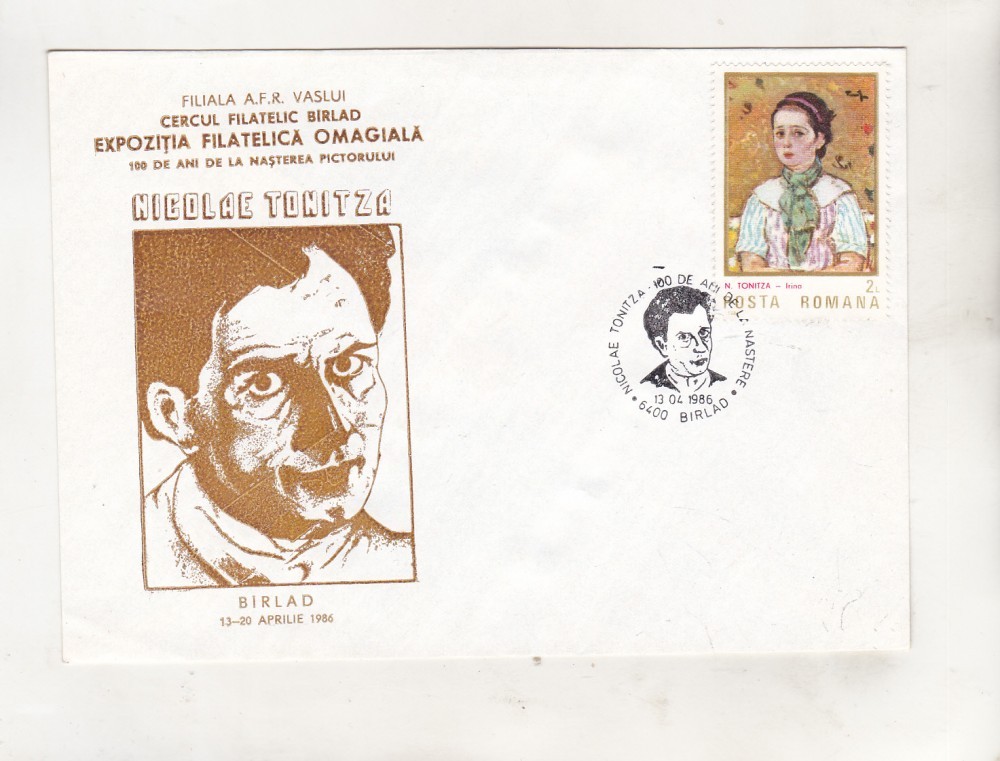 FILIALA A.F.R. VASLUI
CERCUL FILATELIC BIRLAD
EXPOZIȚIA FILATELICĂ OMAGIALĂ
100 DE ANI DE LA NAȘTEREA PICTORULUI
NICOLAE TONITZA
BIRLAD
13–20 APRILIE 1986
N. TONITZA – Irina
POSTA ROMANA
NICOLAE TONITZA · 100 DE ANI DE LA NASTERE
13 04 1986
6400 BIRLAD